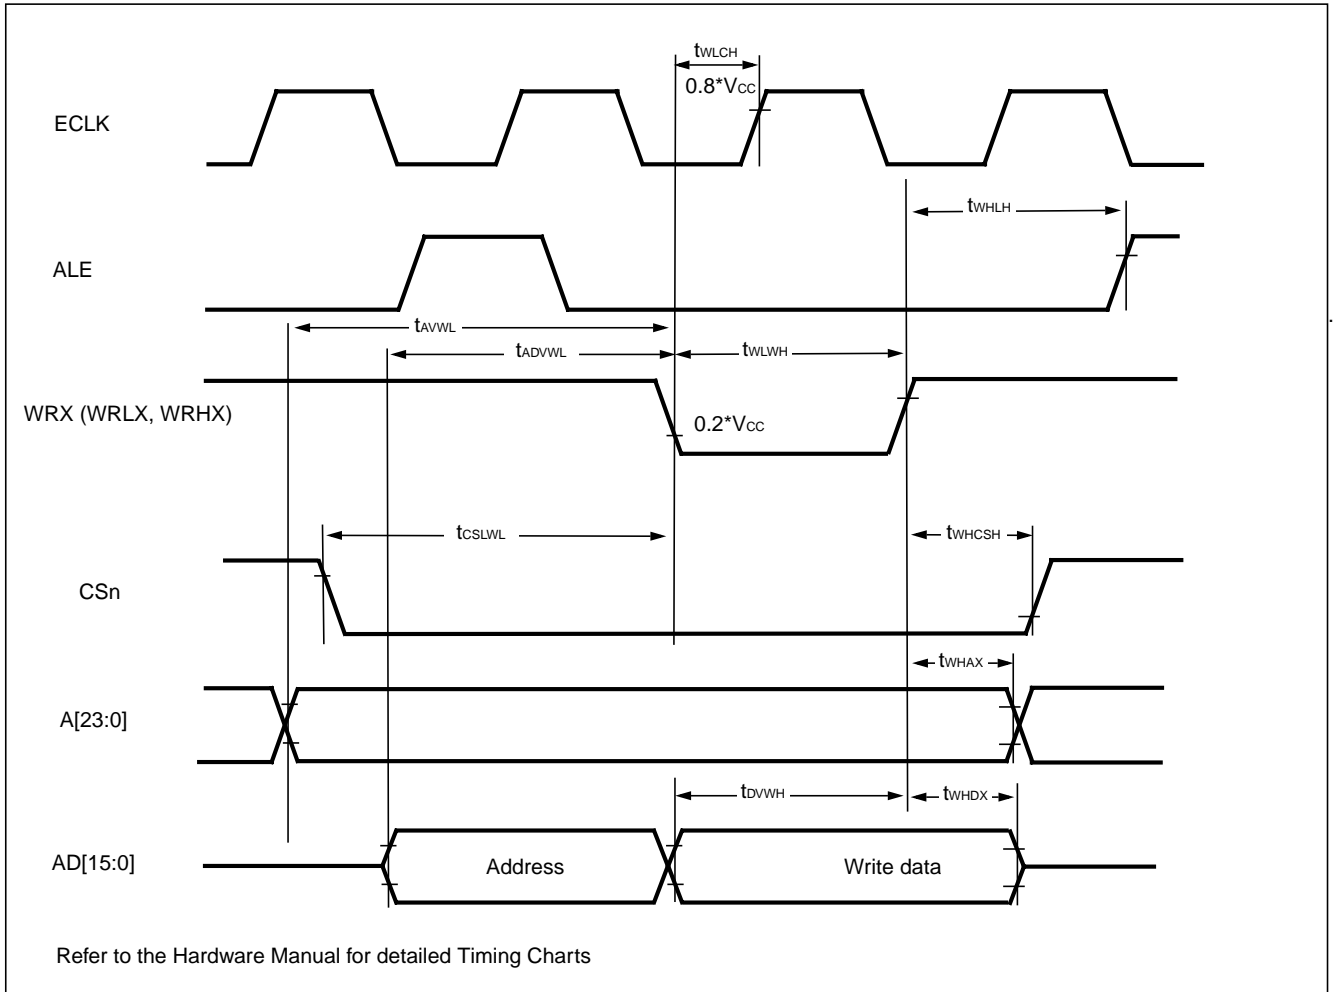 tWLCH
0.8*VCC
ECLK
tWHLH
ALE
tAVWL
tADVWL
tWLWH
WRX (WRLX, WRHX)
0.2*VCC
tCSLWL
tWHCSH
CSn
tWHAX
A[23:0]
tDVWH
tWHDX
AD[15:0]
Address
Write data
Refer to the Hardware Manual for detailed Timing Charts